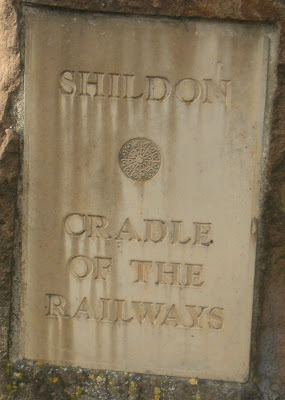 SHILDON
CRADLE
OF THE
RAILWAYS